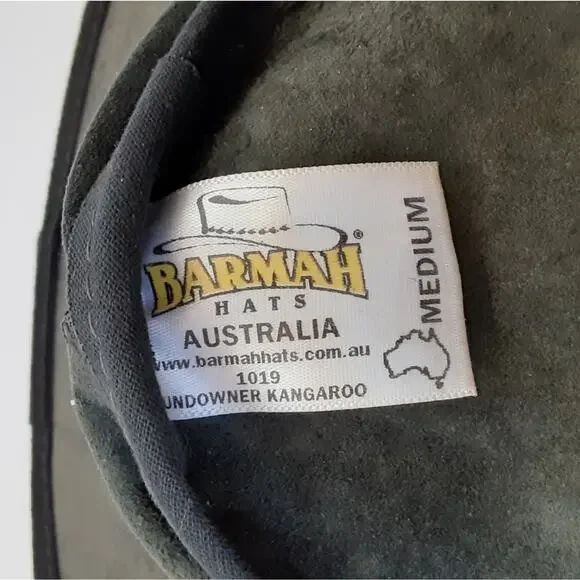 BARMAH®
HATS
AUSTRALIA
www.barmahhats.com.au
1019
UNDOWNER KANGAROO
MEDIUM